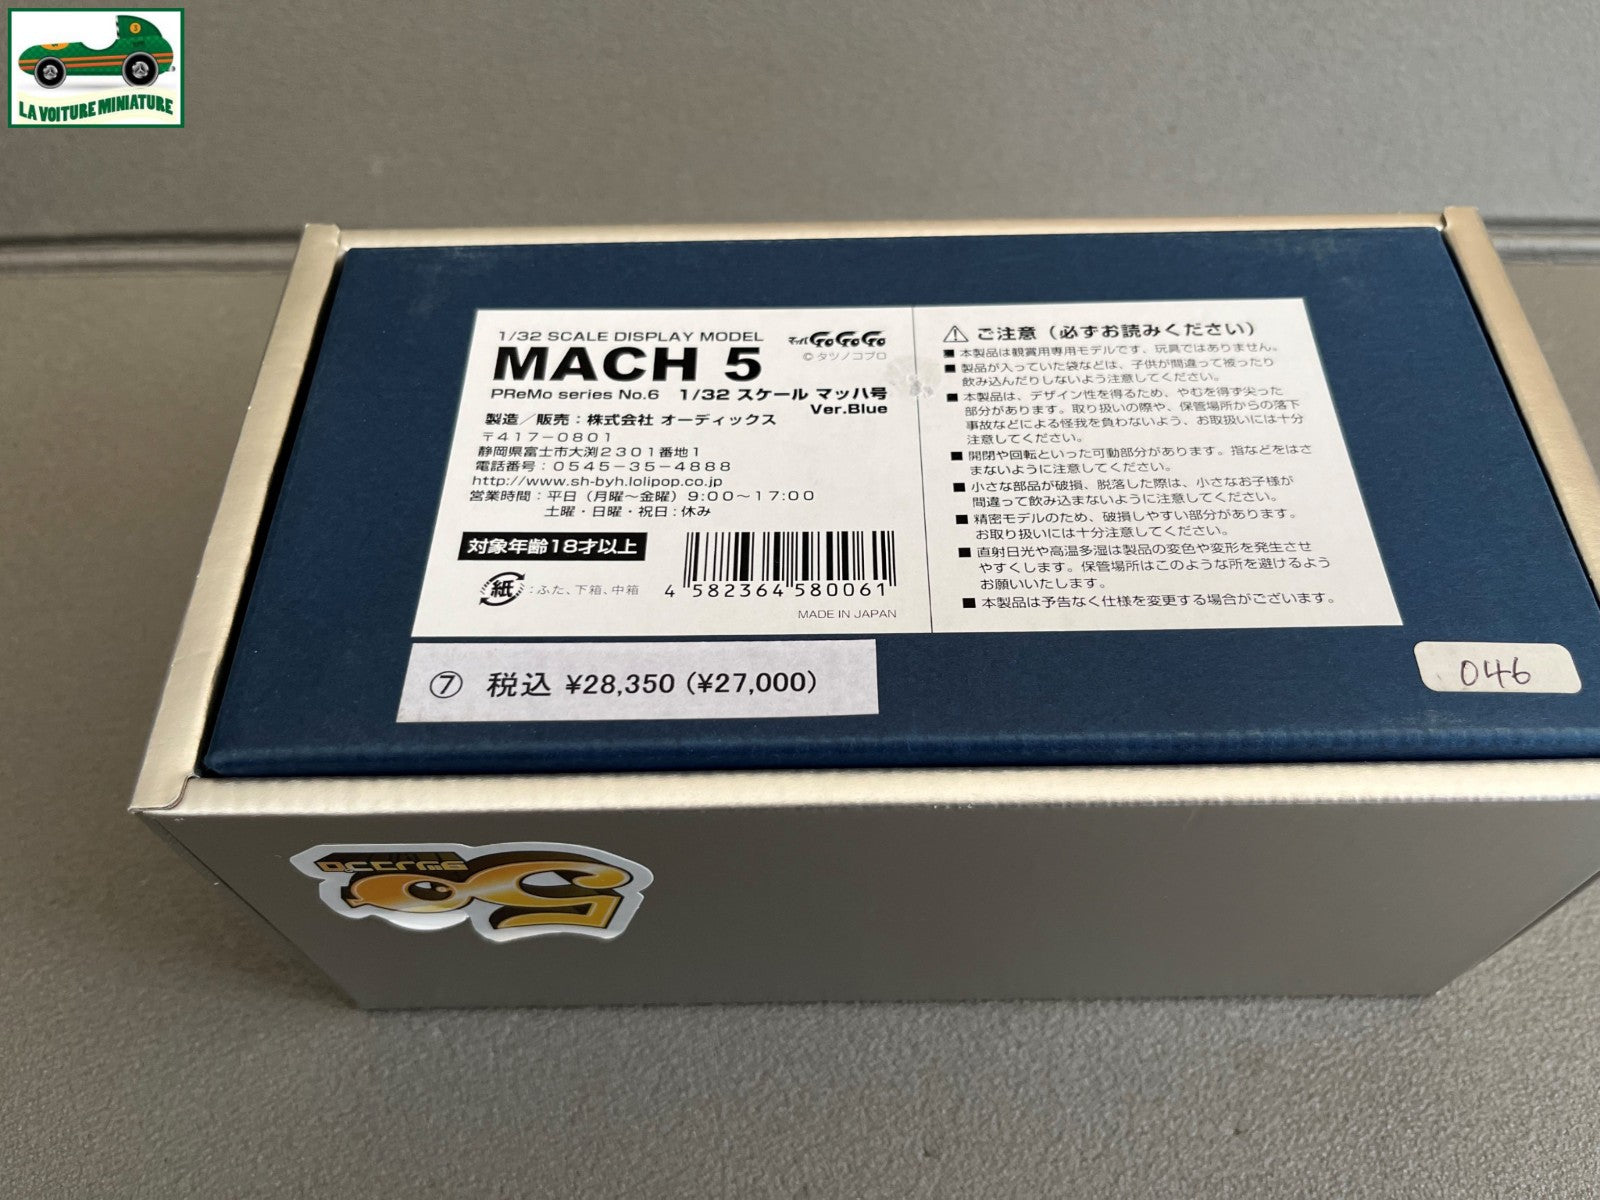 LA VOITURE MINIATURE
1/32 SCALE DISPLAY MODEL
マッハGoGoGo
MACH 5
©タツノコプロ
PReMo series No.6 1/32 スケール マッハ号
Ver.Blue
製造／販売：株式会社 オーディックス
〒417－0801
静岡県富士市大渕2301番地1
電話番号：0545－35－4888
http://www.sh-byh.lolipop.co.jp
営業時間：平日（月曜～金曜）9:00～17:00
土曜・日曜・祝日：休み
対象年齢18才以上
紙：ふた、下箱、中箱
4 582364 580061
MADE IN JAPAN
⚠ ご注意（必ずお読みください）
■ 本製品は観賞用専用モデルです、玩具ではありません。
■ 製品が入っていた袋などは、子供が間違って被ったり
飲み込んだりしないよう注意してください。
■ 本製品は、デザイン性を得るため、やむを得ず尖った
部分があります。取り扱いの際や、保管場所からの落下
事故などによる怪我を負わないよう、お取扱いには十分
注意してください。
■ 開閉や回転といった可動部分があります。指などをはさ
まないように注意してください。
■ 小さな部品が破損、脱落した際は、小さなお子様が
間違って飲み込まないように注意してください。
■ 精密モデルのため、破損しやすい部分があります。
お取り扱いには十分注意してください。
■ 直射日光や高温多湿は製品の変色や変形を発生させ
やすくします。保管場所はこのような所を避けるよう
お願いいたします。
■ 本製品は予告なく仕様を変更する場合がございます。
⑦ 税込 ¥28,350 (¥27,000)
046